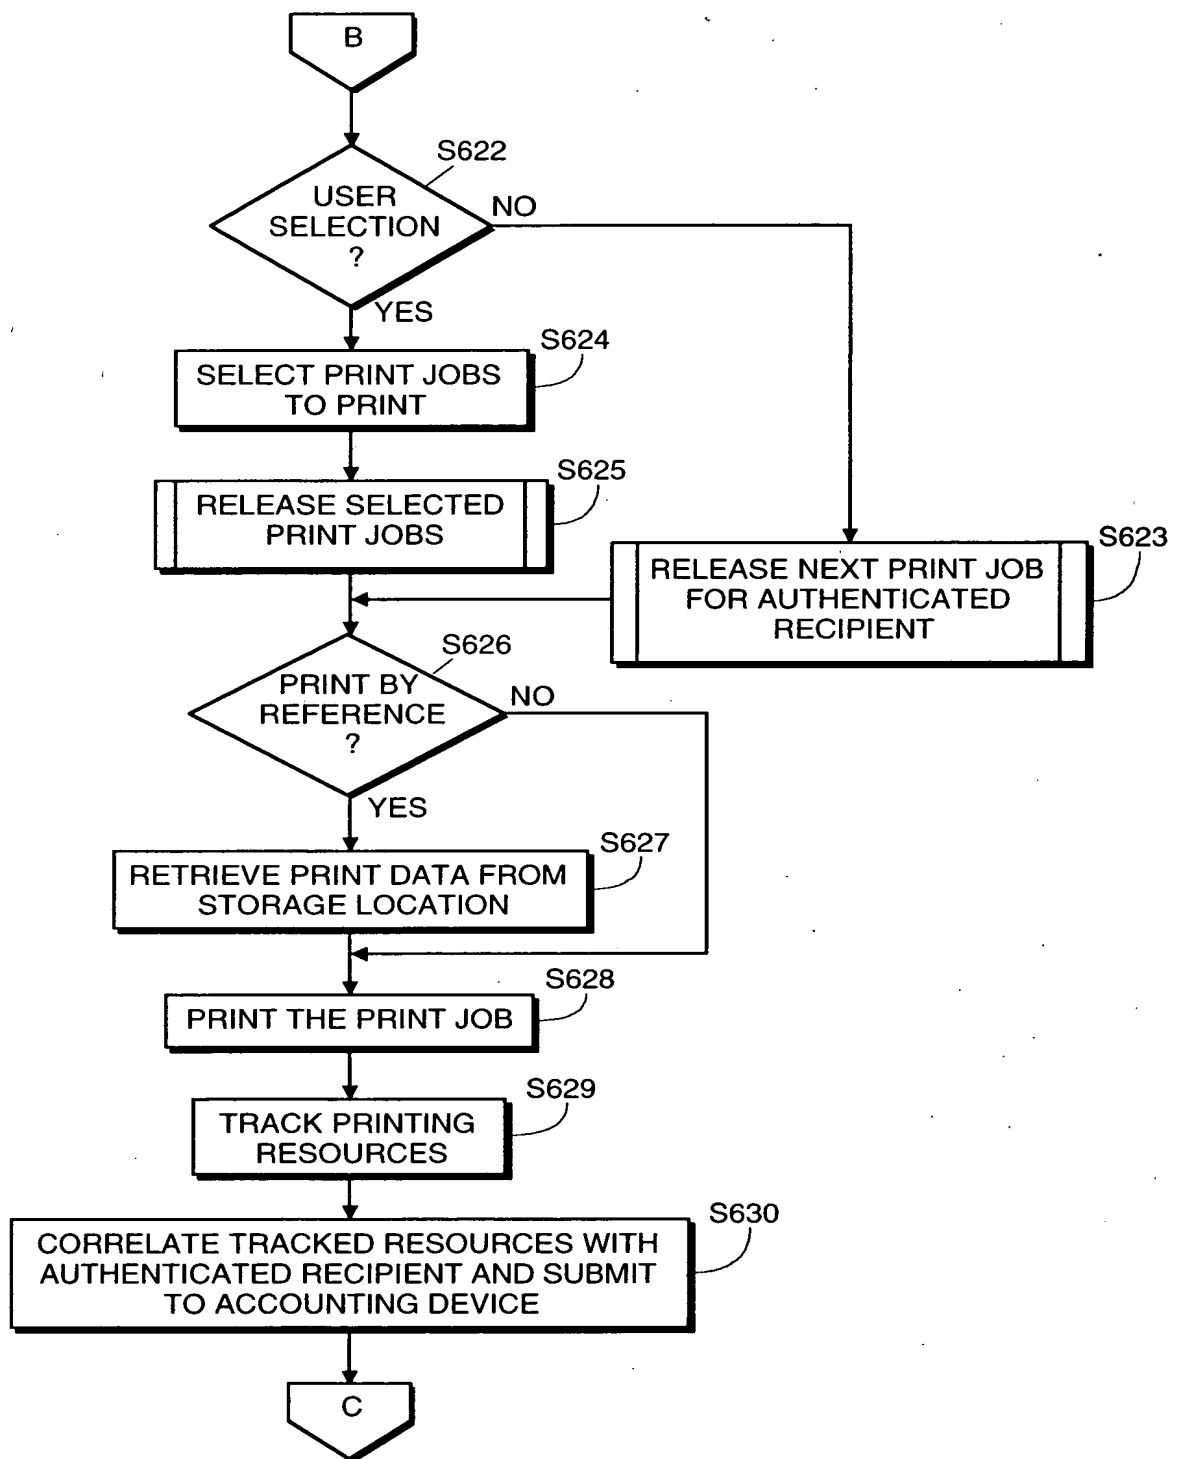 B
S622
USER
SELECTION
?
NO
YES
S624
SELECT PRINT JOBS
TO PRINT
S625
RELEASE SELECTED
PRINT JOBS
S623
RELEASE NEXT PRINT JOB
FOR AUTHENTICATED
RECIPIENT
S626
PRINT BY
REFERENCE
?
NO
YES
S627
RETRIEVE PRINT DATA FROM
STORAGE LOCATION
S628
PRINT THE PRINT JOB
S629
TRACK PRINTING
RESOURCES
S630
CORRELATE TRACKED RESOURCES WITH
AUTHENTICATED RECIPIENT AND SUBMIT
TO ACCOUNTING DEVICE
C